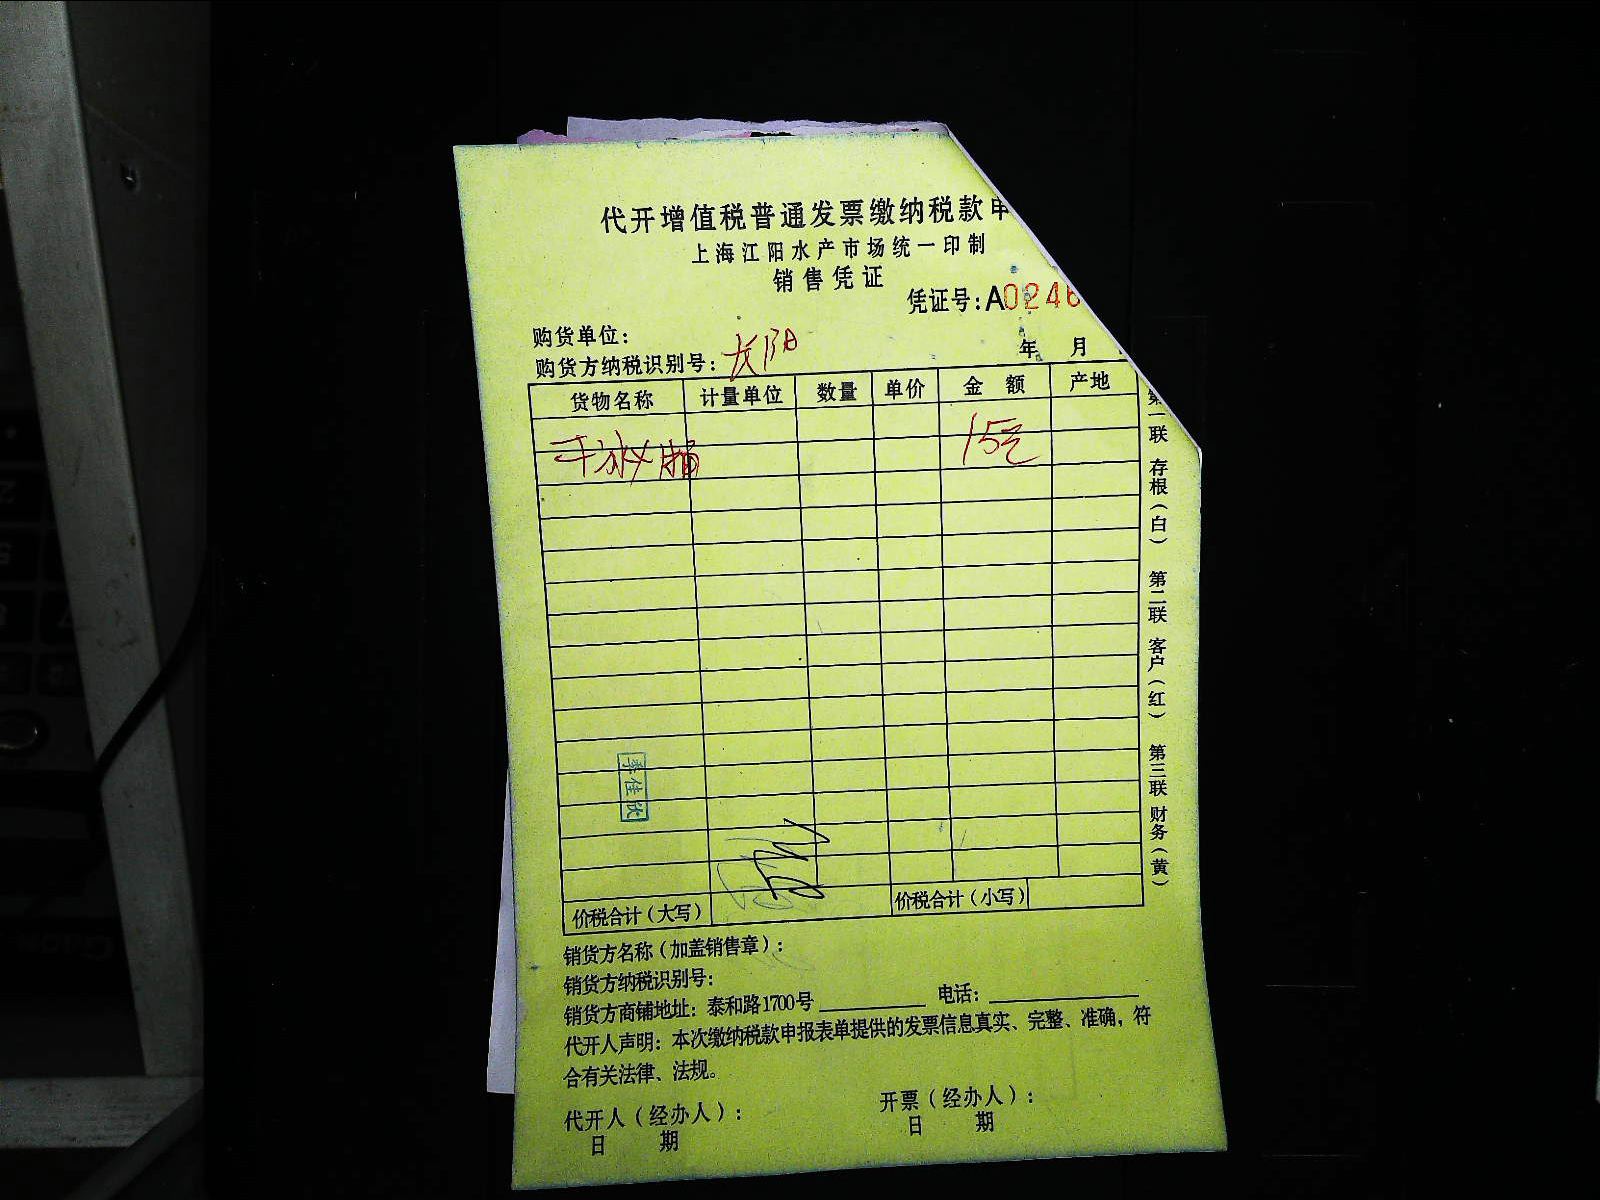 代开增值税普通发票缴纳税款申
上海江阳水产市场统一印制
销售凭证
凭证号:A0246
购货单位:
年 月
购货方纳税识别号: 长阳
货物名称 计量单位 数量 单价 金 额 产地
干冰 15元
李佳欣
价税合计(大写) 价税合计(小写)
销货方名称(加盖销售章):
销货方纳税识别号:
销货方商铺地址: 泰和路1700号 电话:
代开人声明: 本次缴纳税款申报表单提供的发票信息真实、完整、准确, 符
合有关法律、法规。
代开人(经办人): 开票(经办人):
日 期 日 期
第一联 存根(白) 第二联 客户(红) 第三联 财务(黄)